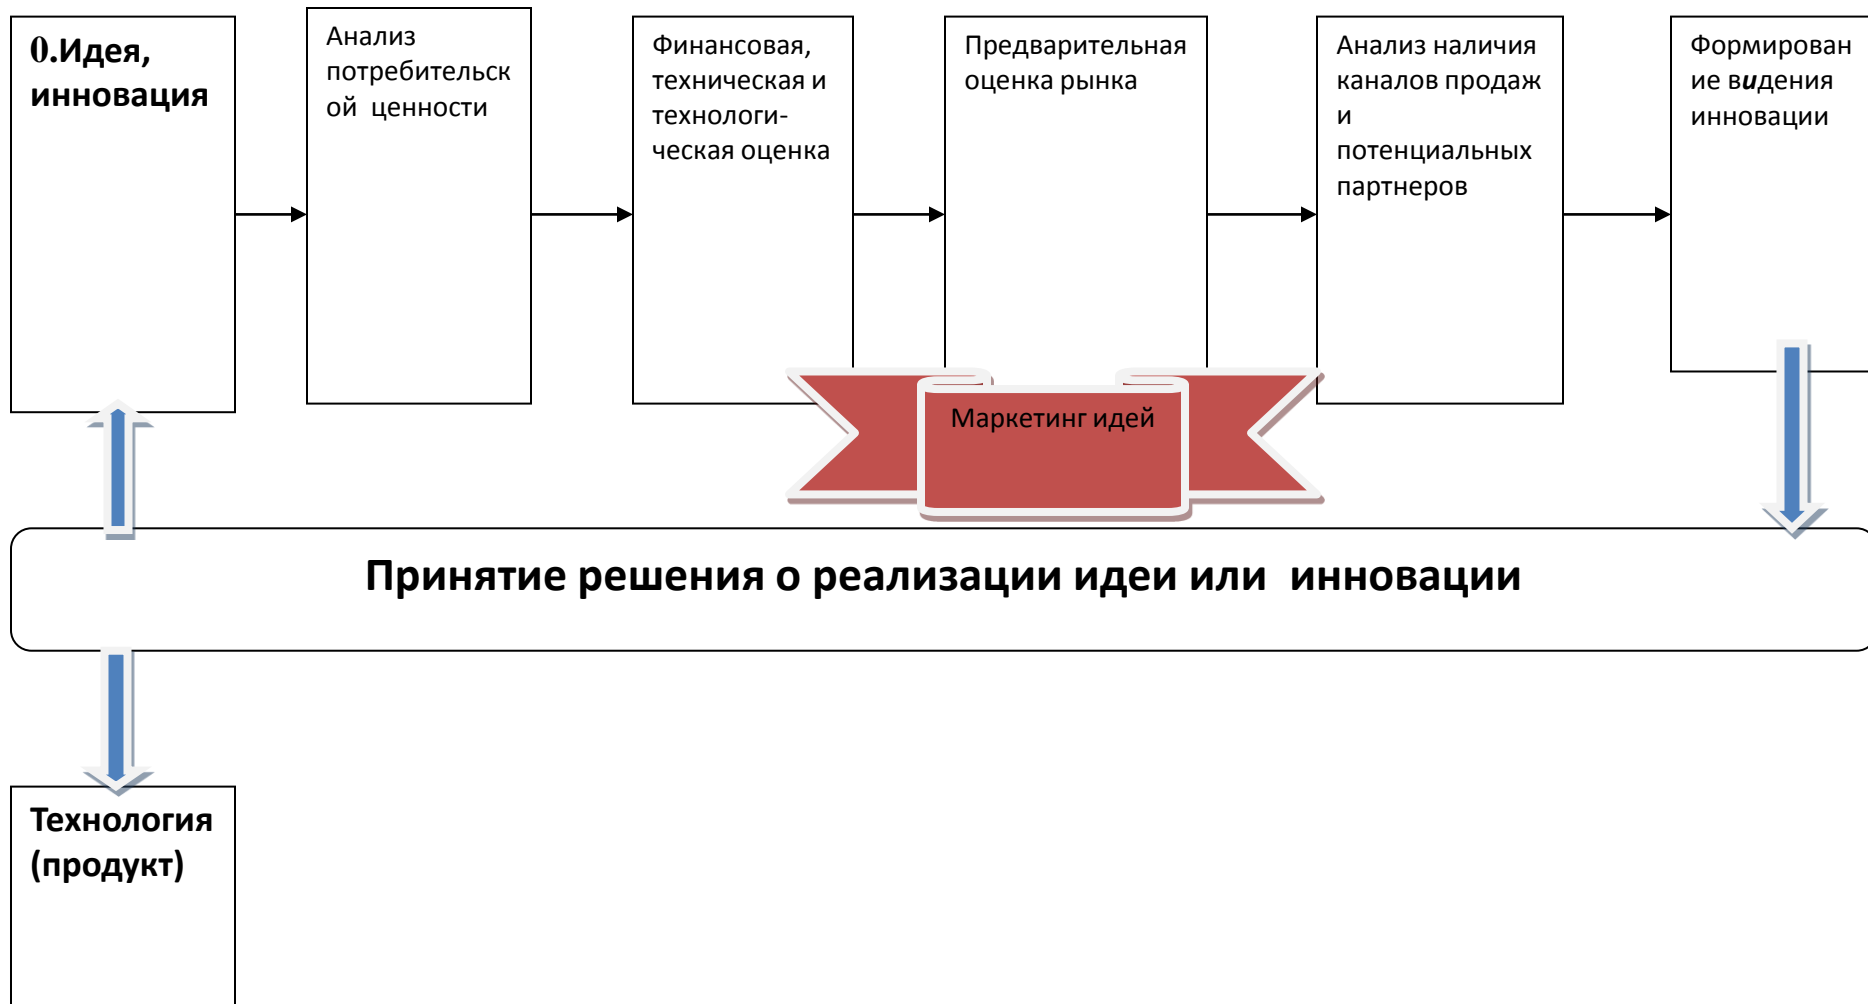 0.Идея,
инновация
Анализ
потребительск
ой  ценности
Финансовая,
техническая и
технологи-
ческая оценка
Предварительная
оценка рынка
Анализ наличия
каналов продаж
и
потенциальных
партнеров
Формирован
ие видения
инновации
Маркетинг идей
Принятие решения о реализации идеи или  инновации
Технология
(продукт)